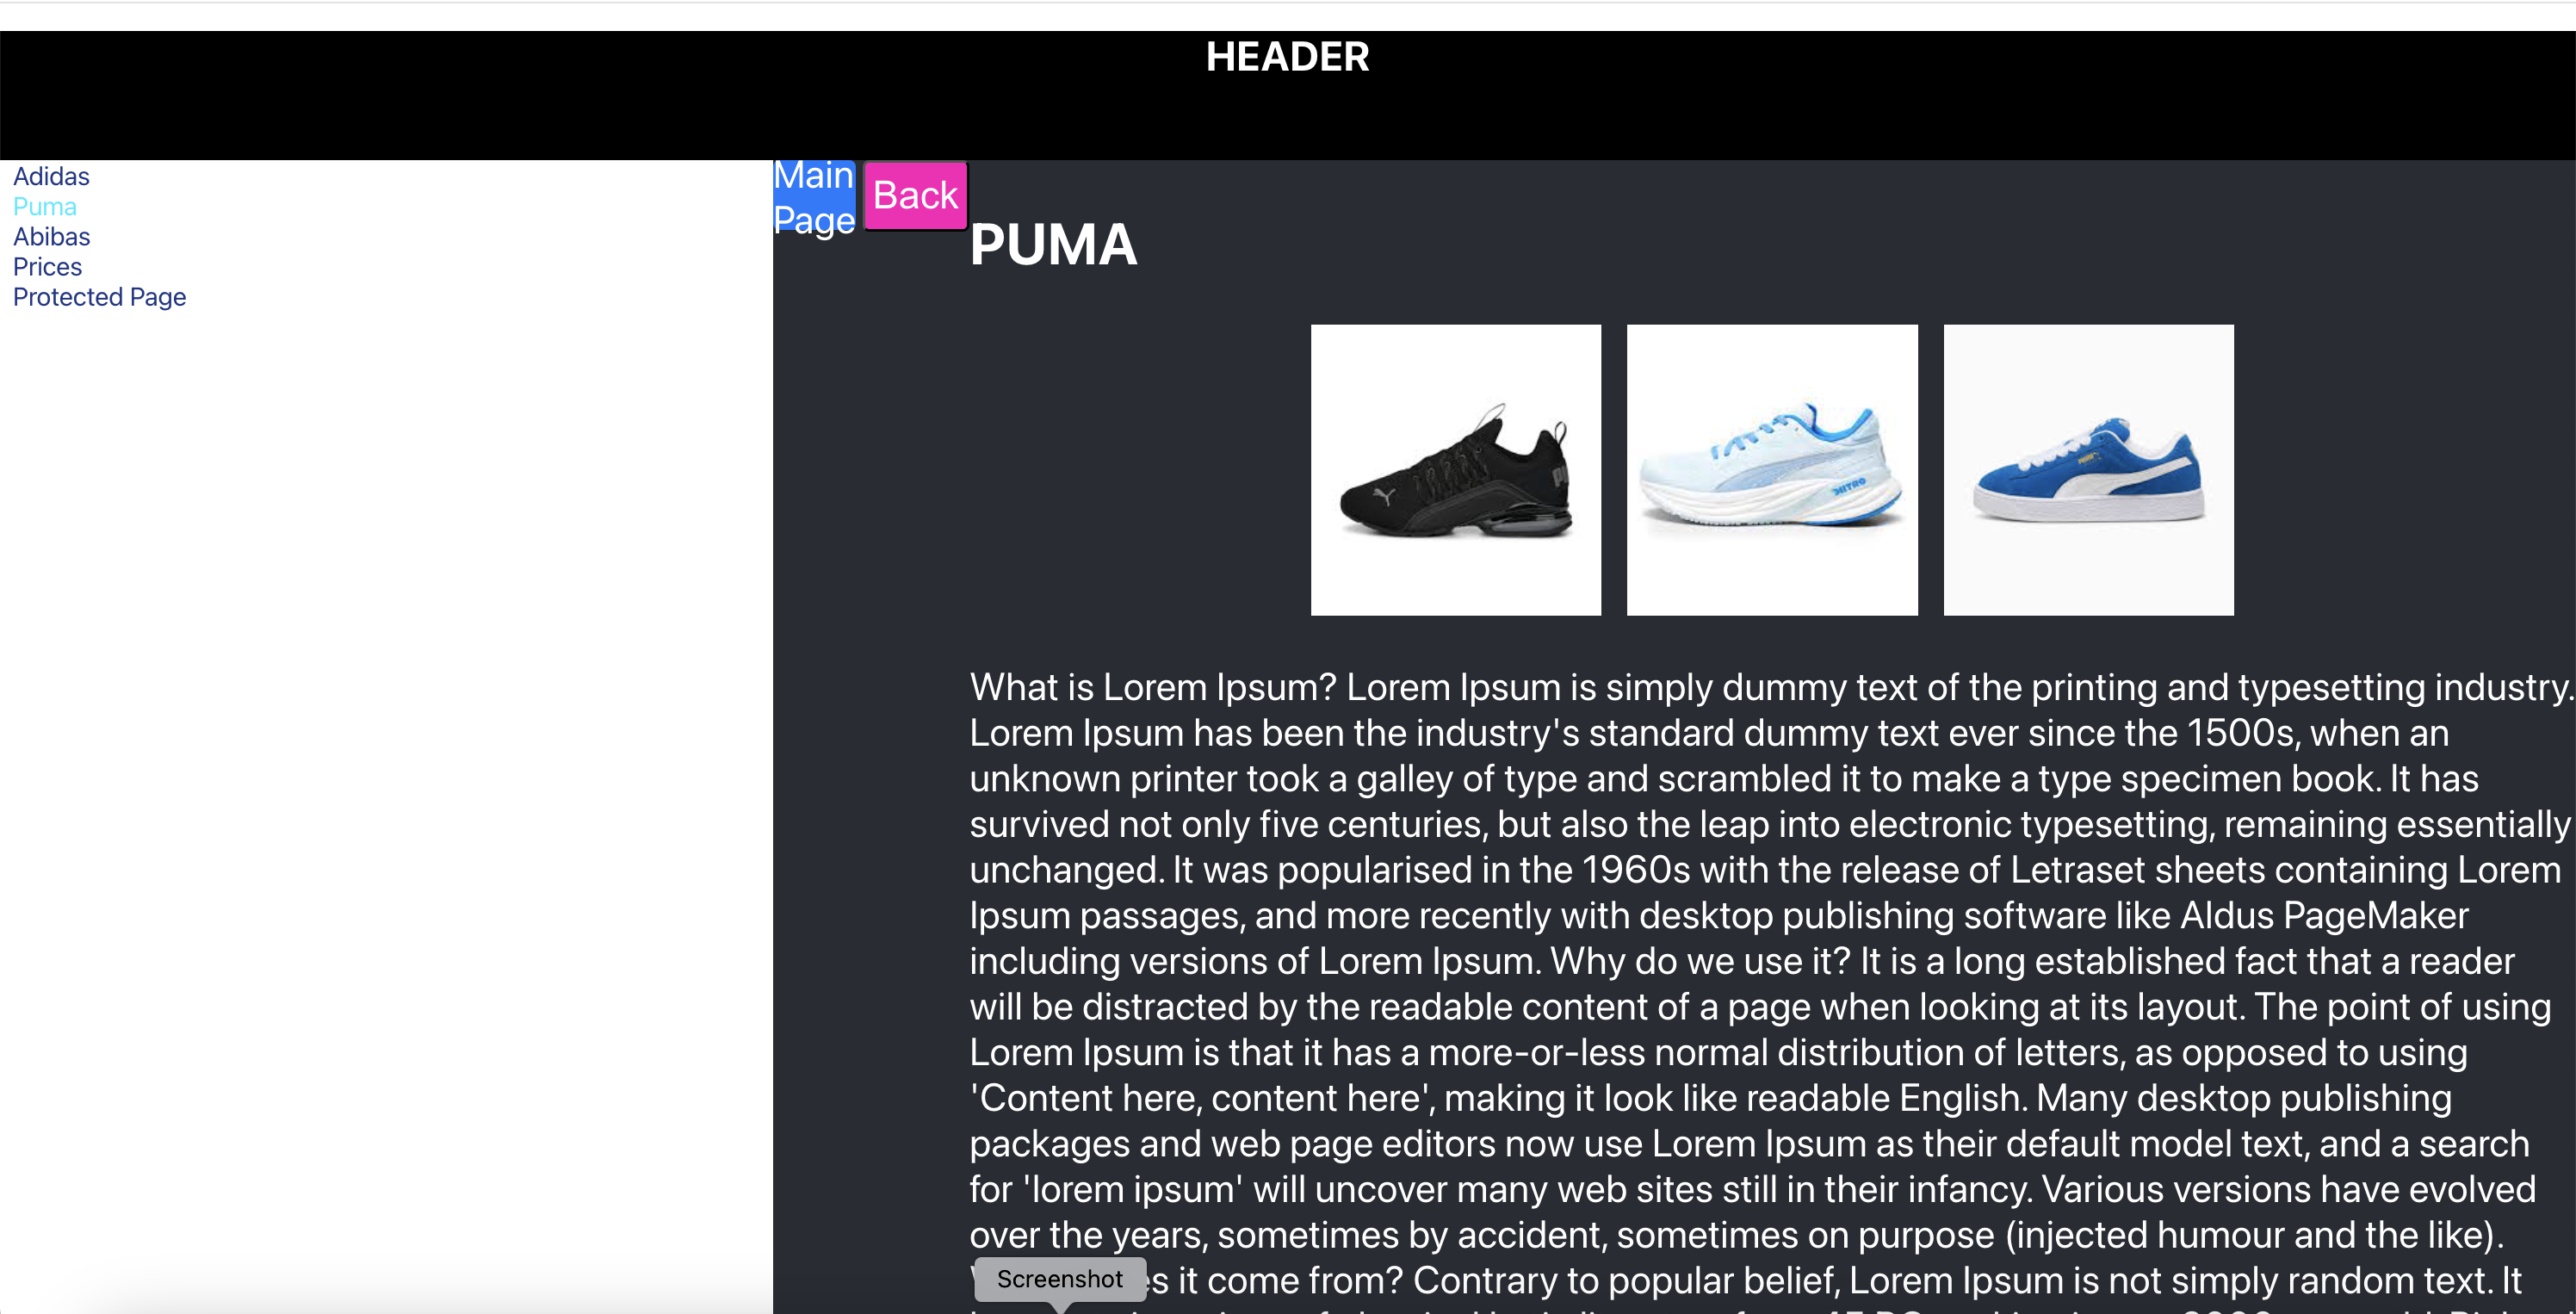 HEADER
Adidas
Puma
Abibas
Prices
Protected Page
Main
Page
Back
PUMA
NITRO
What is Lorem Ipsum? Lorem Ipsum is simply dummy text of the printing and typesetting industry.
Lorem Ipsum has been the industry's standard dummy text ever since the 1500s, when an
unknown printer took a galley of type and scrambled it to make a type specimen book. It has
survived not only five centuries, but also the leap into electronic typesetting, remaining essentially
unchanged. It was popularised in the 1960s with the release of Letraset sheets containing Lorem
Ipsum passages, and more recently with desktop publishing software like Aldus PageMaker
including versions of Lorem Ipsum. Why do we use it? It is a long established fact that a reader
will be distracted by the readable content of a page when looking at its layout. The point of using
Lorem Ipsum is that it has a more-or-less normal distribution of letters, as opposed to using
'Content here, content here', making it look like readable English. Many desktop publishing
packages and web page editors now use Lorem Ipsum as their default model text, and a search
for 'lorem ipsum' will uncover many web sites still in their infancy. Various versions have evolved
over the years, sometimes by accident, sometimes on purpose (injected humour and the like).
Screenshot
it come from? Contrary to popular belief, Lorem Ipsum is not simply random text. It